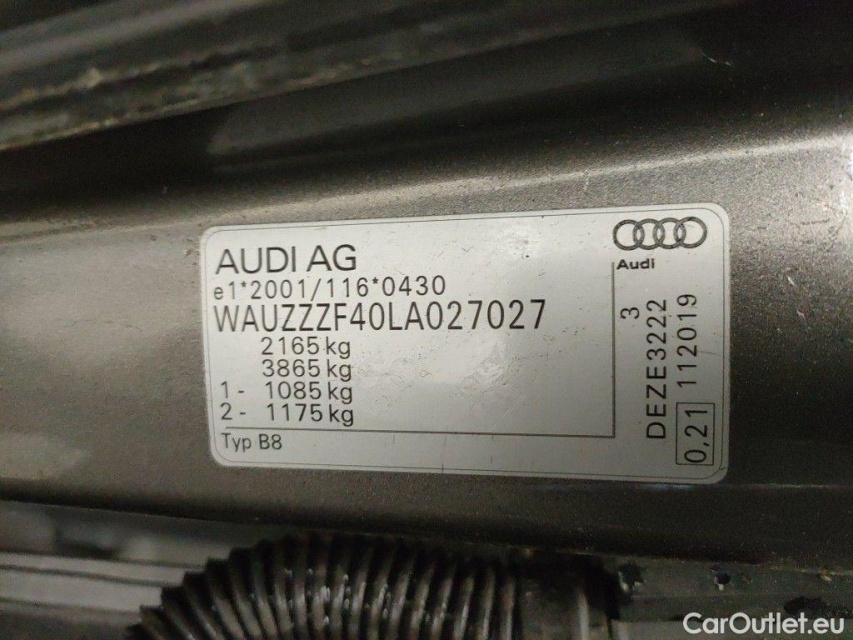 AUDI AG
e1*2001/116*0430
WAUZZZF40LA027027
2165 kg
3865 kg
1- 1085 kg
2- 1175 kg
Typ B8
Audi
DEZE3222 3
0,21 112019
CarOutlet.eu